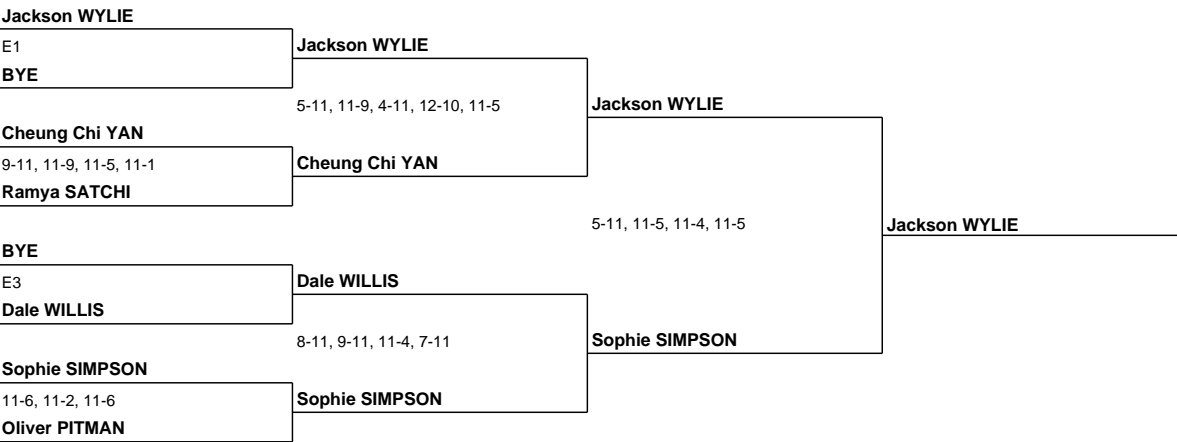 Jackson WYLIE
E1
BYE
Jackson WYLIE
5-11, 11-9, 4-11, 12-10, 11-5
Jackson WYLIE
Cheung Chi YAN
9-11, 11-9, 11-5, 11-1
Ramya SATCHI
Cheung Chi YAN
5-11, 11-5, 11-4, 11-5
Jackson WYLIE
BYE
E3
Dale WILLIS
Dale WILLIS
8-11, 9-11, 11-4, 7-11
Sophie SIMPSON
Sophie SIMPSON
11-6, 11-2, 11-6
Oliver PITMAN
Sophie SIMPSON